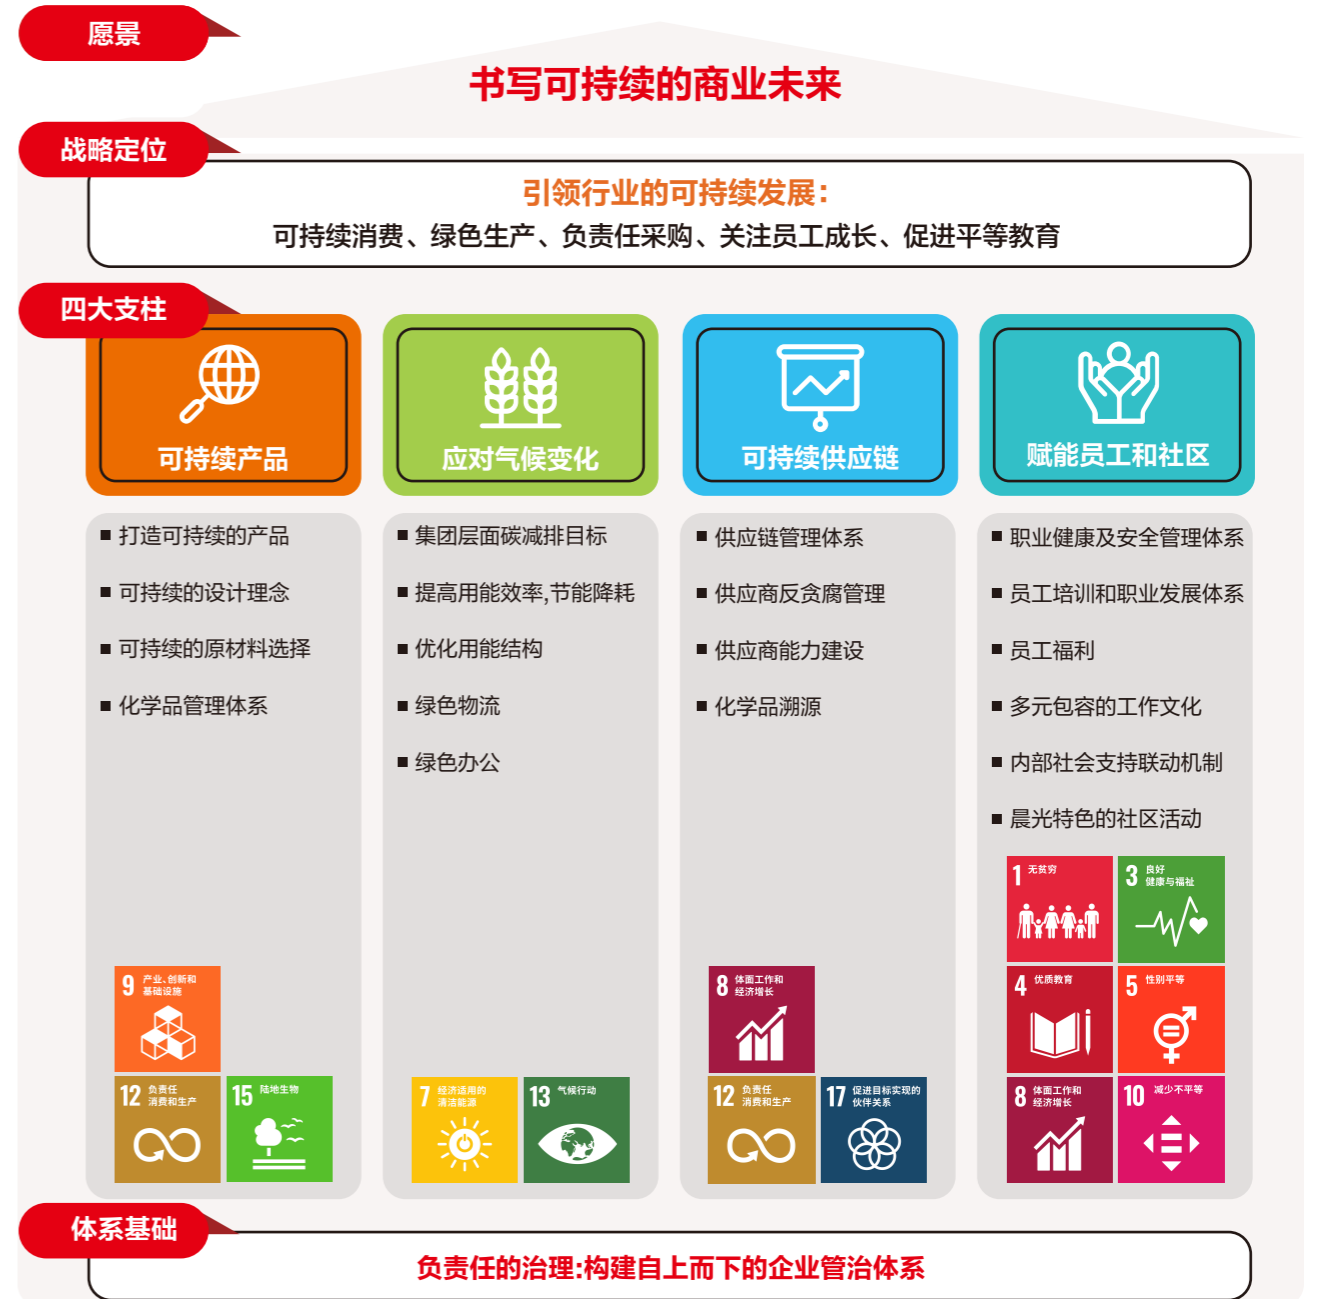 愿景
书写可持续的商业未来
战略定位
引领行业的可持续发展:
可持续消费、绿色生产、负责任采购、关注员工成长、促进平等教育
四大支柱
可持续产品
打造可持续的产品
可持续的设计理念
可持续的原材料选择
化学品管理体系
9 产业、创新和
基础设施
12 负责任
消费和生产
15 陆地生物
应对气候变化
集团层面碳减排目标
提高用能效率,节能降耗
优化用能结构
绿色物流
绿色办公
7 经济适用的
清洁能源
13 气候行动
可持续供应链
供应链管理体系
供应商反贪腐管理
供应商能力建设
化学品溯源
8 体面工作和
经济增长
12 负责任
消费和生产
17 促进目标实现的
伙伴关系
赋能员工和社区
职业健康及安全管理体系
员工培训和职业发展体系
员工福利
多元包容的工作文化
内部社会支持联动机制
晨光特色的社区活动
1 无贫穷
3 良好
健康与福祉
4 优质教育
5 性别平等
8 体面工作和
经济增长
10 减少不平等
体系基础
负责任的治理:构建自上而下的企业管治体系